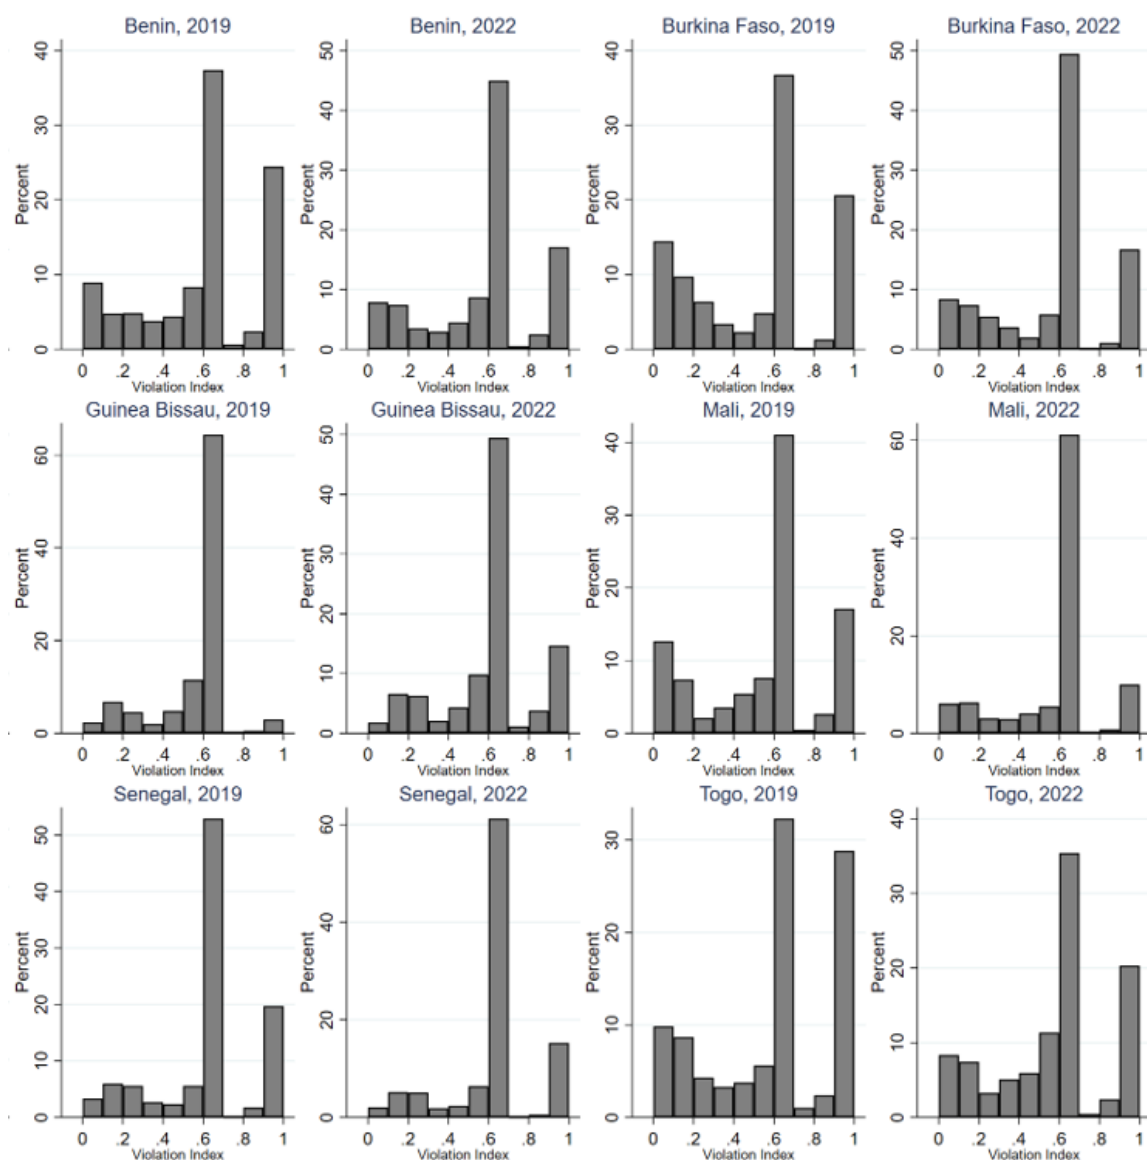 Benin, 2019
Percent
0 10 20 30 40
0 .2 .4 .6 .8 1
Violation Index
Benin, 2022
Percent
0 10 20 30 40 50
0 .2 .4 .6 .8 1
Violation Index
Burkina Faso, 2019
Percent
0 10 20 30 40
0 .2 .4 .6 .8 1
Violation Index
Burkina Faso, 2022
Percent
0 10 20 30 40 50
0 .2 .4 .6 .8 1
Violation Index
Guinea Bissau, 2019
Percent
0 20 40 60
0 .2 .4 .6 .8 1
Violation Index
Guinea Bissau, 2022
Percent
0 10 20 30 40 50
0 .2 .4 .6 .8 1
Violation Index
Mali, 2019
Percent
0 10 20 30 40
0 .2 .4 .6 .8 1
Violation Index
Mali, 2022
Percent
0 20 40 60
0 .2 .4 .6 .8 1
Violation Index
Senegal, 2019
Percent
0 10 20 30 40 50
0 .2 .4 .6 .8 1
Violation Index
Senegal, 2022
Percent
0 20 40 60
0 .2 .4 .6 .8 1
Violation Index
Togo, 2019
Percent
0 10 20 30
0 .2 .4 .6 .8 1
Violation Index
Togo, 2022
Percent
0 10 20 30 40
0 .2 .4 .6 .8 1
Violation Index